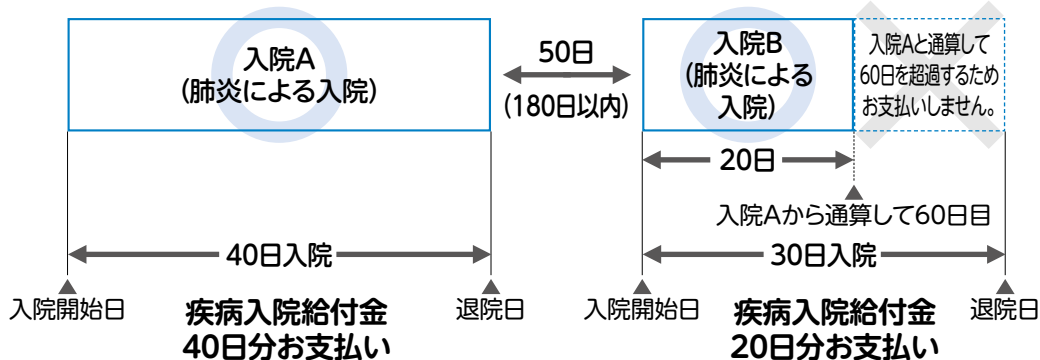 入院A
(肺炎による入院)
50日
(180日以内)
入院B
(肺炎による
入院)
入院Aと通算して
60日を超過するため
お支払いしません。
20日
入院Aから通算して60日目
40日入院
30日入院
入院開始日
疾病入院給付金
40日分お支払い
退院日
入院開始日
疾病入院給付金
20日分お支払い
退院日